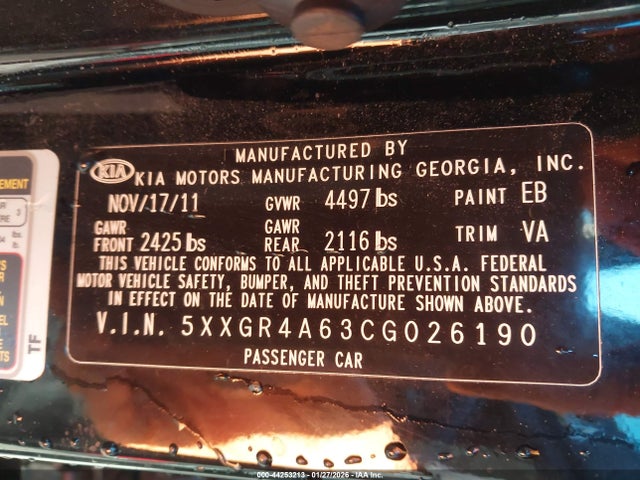 MANUFACTURED BY
KIA KIA MOTORS MANUFACTURING GEORGIA, INC.
NOV/17/11 GVWR 4497 lbs PAINT EB
GAWR FRONT 2425 lbs GAWR REAR 2116 lbs TRIM VA
THIS VEHICLE CONFORMS TO ALL APPLICABLE U.S.A. FEDERAL
MOTOR VEHICLE SAFETY, BUMPER, AND THEFT PREVENTION STANDARDS
IN EFFECT ON THE DATE OF MANUFACTURE SHOWN ABOVE.
V.I.N. 5XXGR4A63CG026190
PASSENGER CAR
TF
000-44253213 - 01/27/2026 - IAA Inc.